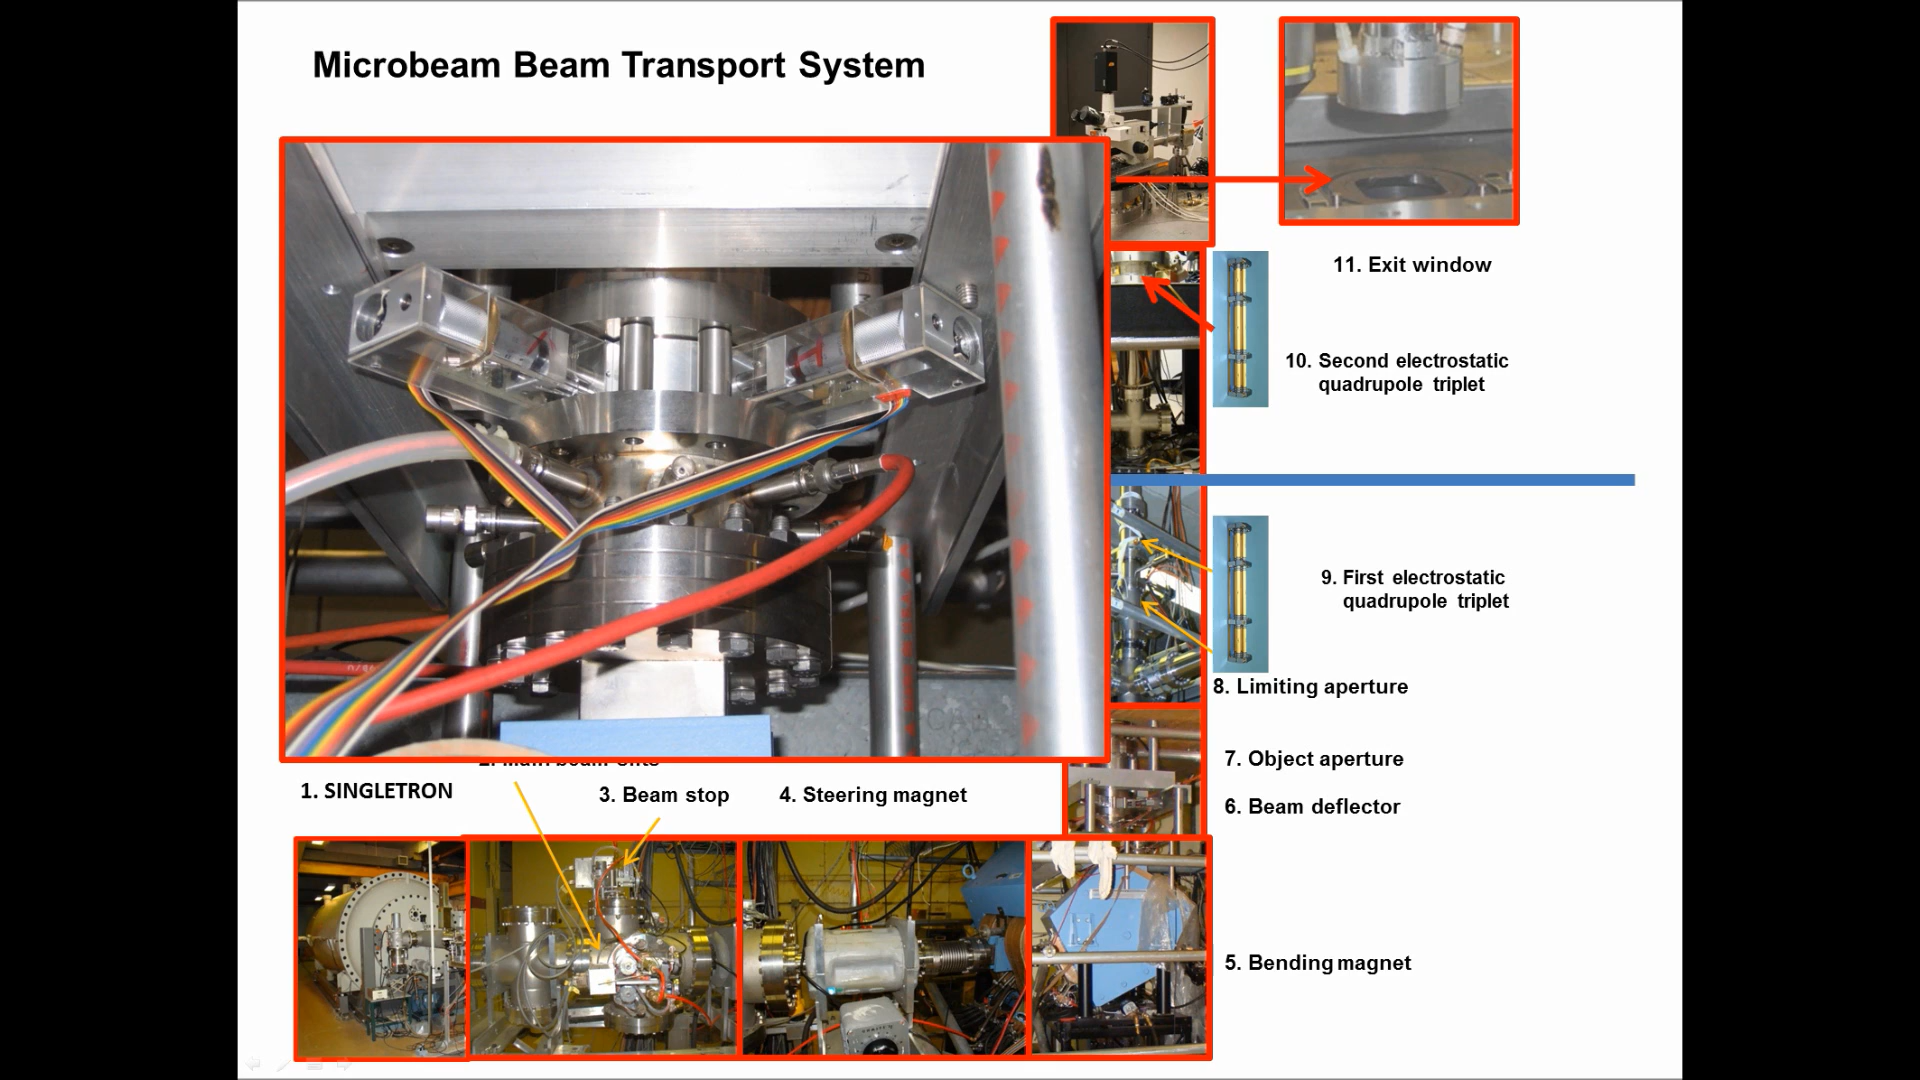 Microbeam Beam Transport System
11. Exit window
10. Second electrostatic
quadrupole triplet
9. First electrostatic
quadrupole triplet
8. Limiting aperture
7. Object aperture
6. Beam deflector
1. SINGLETRON
3. Beam stop
4. Steering magnet
5. Bending magnet